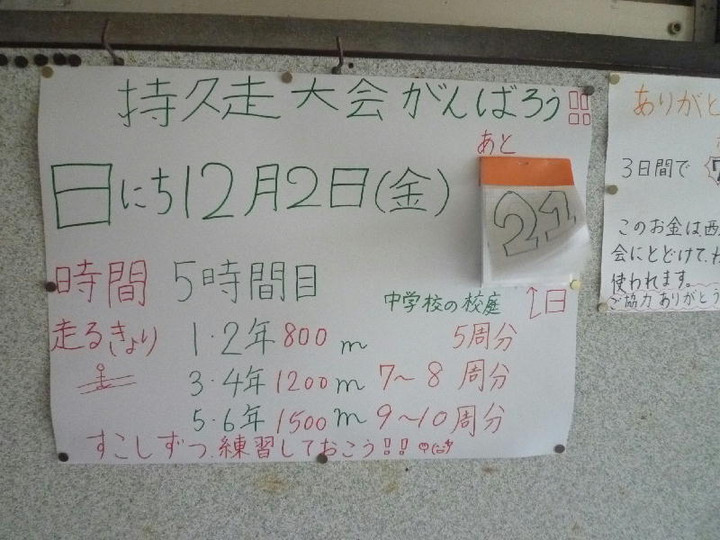 持久走大会がんばろう!!
日にち12月2日(金)
あと
21
日
時間 5時間目
中学校の校庭
走るきょり 1・2年800m 5周分
3・4年1200m 7〜8周分
5・6年1500m 9〜10周分
すこしずつ練習しておこう!!
ありがと
3日間で
このお金は西
会にとどけて、
使われます。
ご協力ありがとう